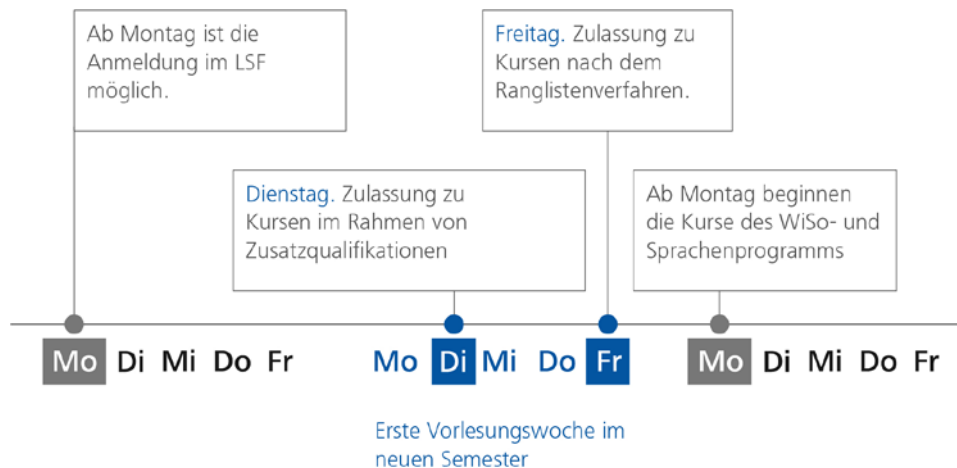 Ab Montag ist die
Anmeldung im LSF
möglich.
Freitag. Zulassung zu
Kursen nach dem
Ranglistenverfahren.
Dienstag. Zulassung zu
Kursen im Rahmen von
Zusatzqualifikationen
Ab Montag beginnen
die Kurse des WiSo- und
Sprachenprogramms
Mo Di Mi Do Fr Mo Di Mi Do Fr Mo Di Mi Do Fr
Erste Vorlesungswoche im
neuen Semester